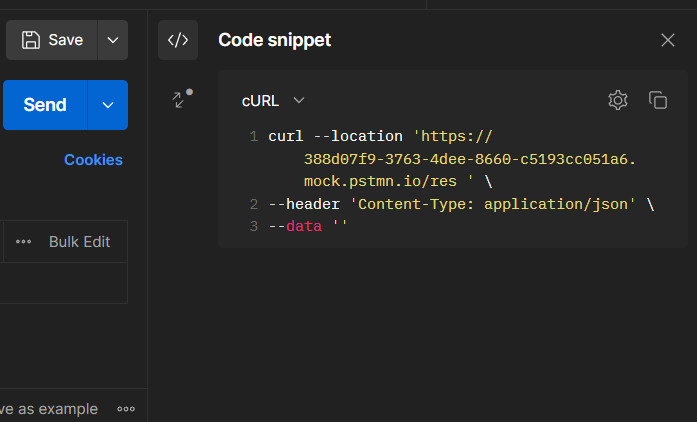 Save
Code snippet
Send
cURL
Cookies
1 curl --location 'https://
388d07f9-3763-4dee-8660-c5193cc051a6.
mock.pstmn.io/res ' \
2 --header 'Content-Type: application/json' \
3 --data ''
Bulk Edit
ve as example